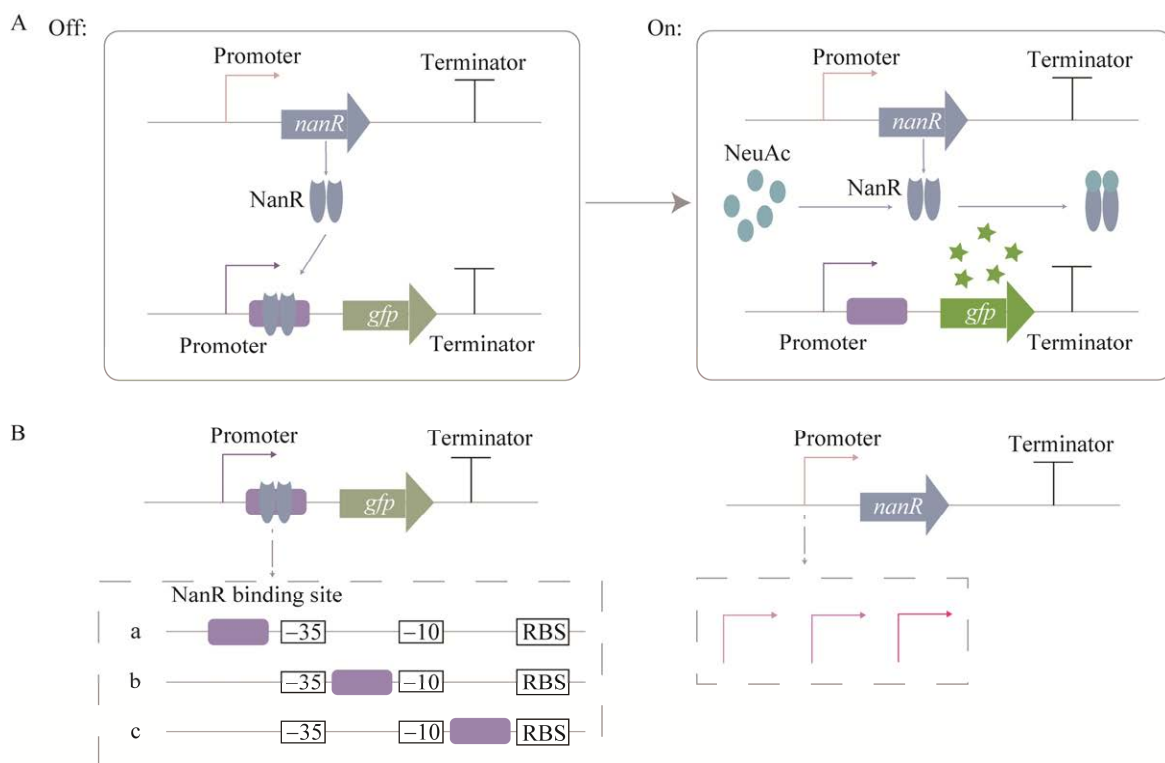 A
Off:
Promoter
Terminator
nanR
NanR
gfp
Promoter
Terminator
On:
Promoter
Terminator
nanR
NeuAc
NanR
gfp
Promoter
Terminator
B
Promoter
Terminator
gfp
NanR binding site
a –35 –10 RBS
b –35 –10 RBS
c –35 –10 RBS
Promoter
Terminator
nanR